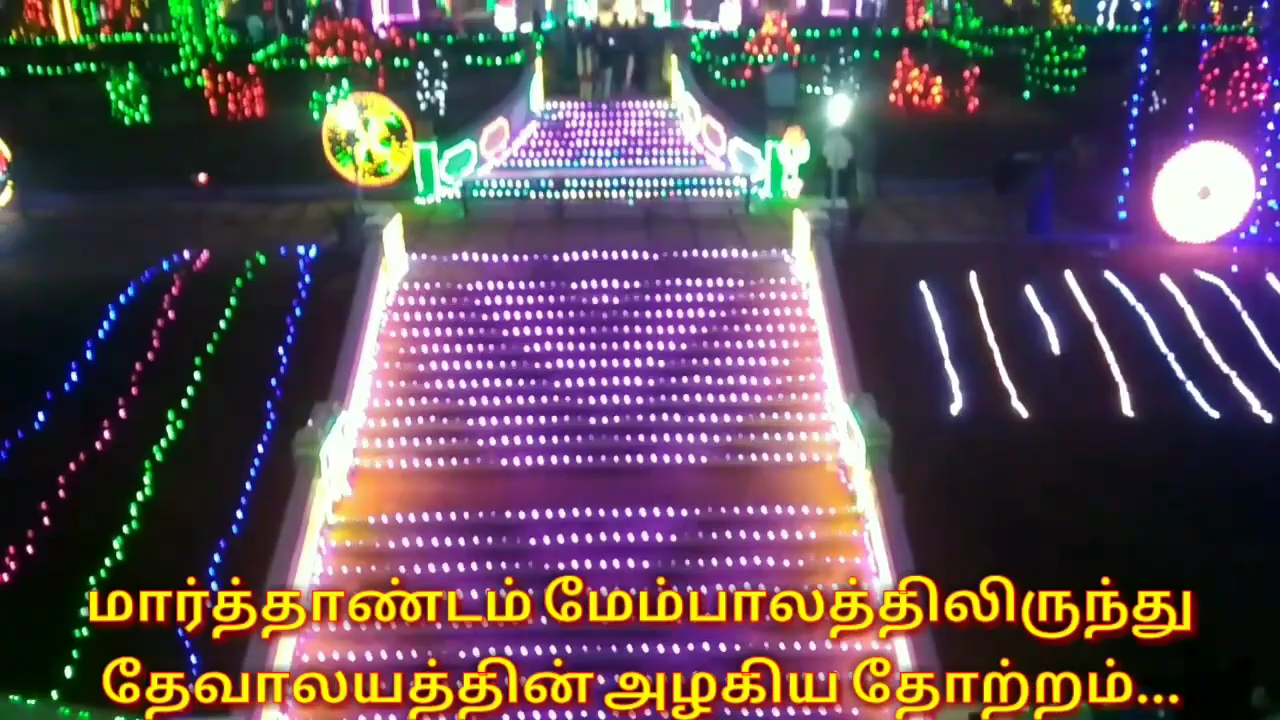 மார்த்தாண்டம் மேம்பாலத்திலிருந்து
தேவாலயத்தின் அழகிய தோற்றம்...